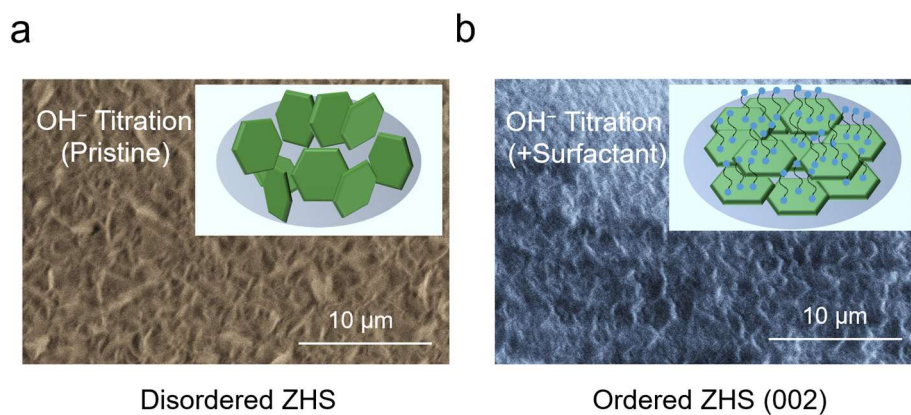 a
b
OH⁻ Titration
(Pristine)
OH⁻ Titration
(+Surfactant)
10 μm
10 μm
Disordered ZHS
Ordered ZHS (002)